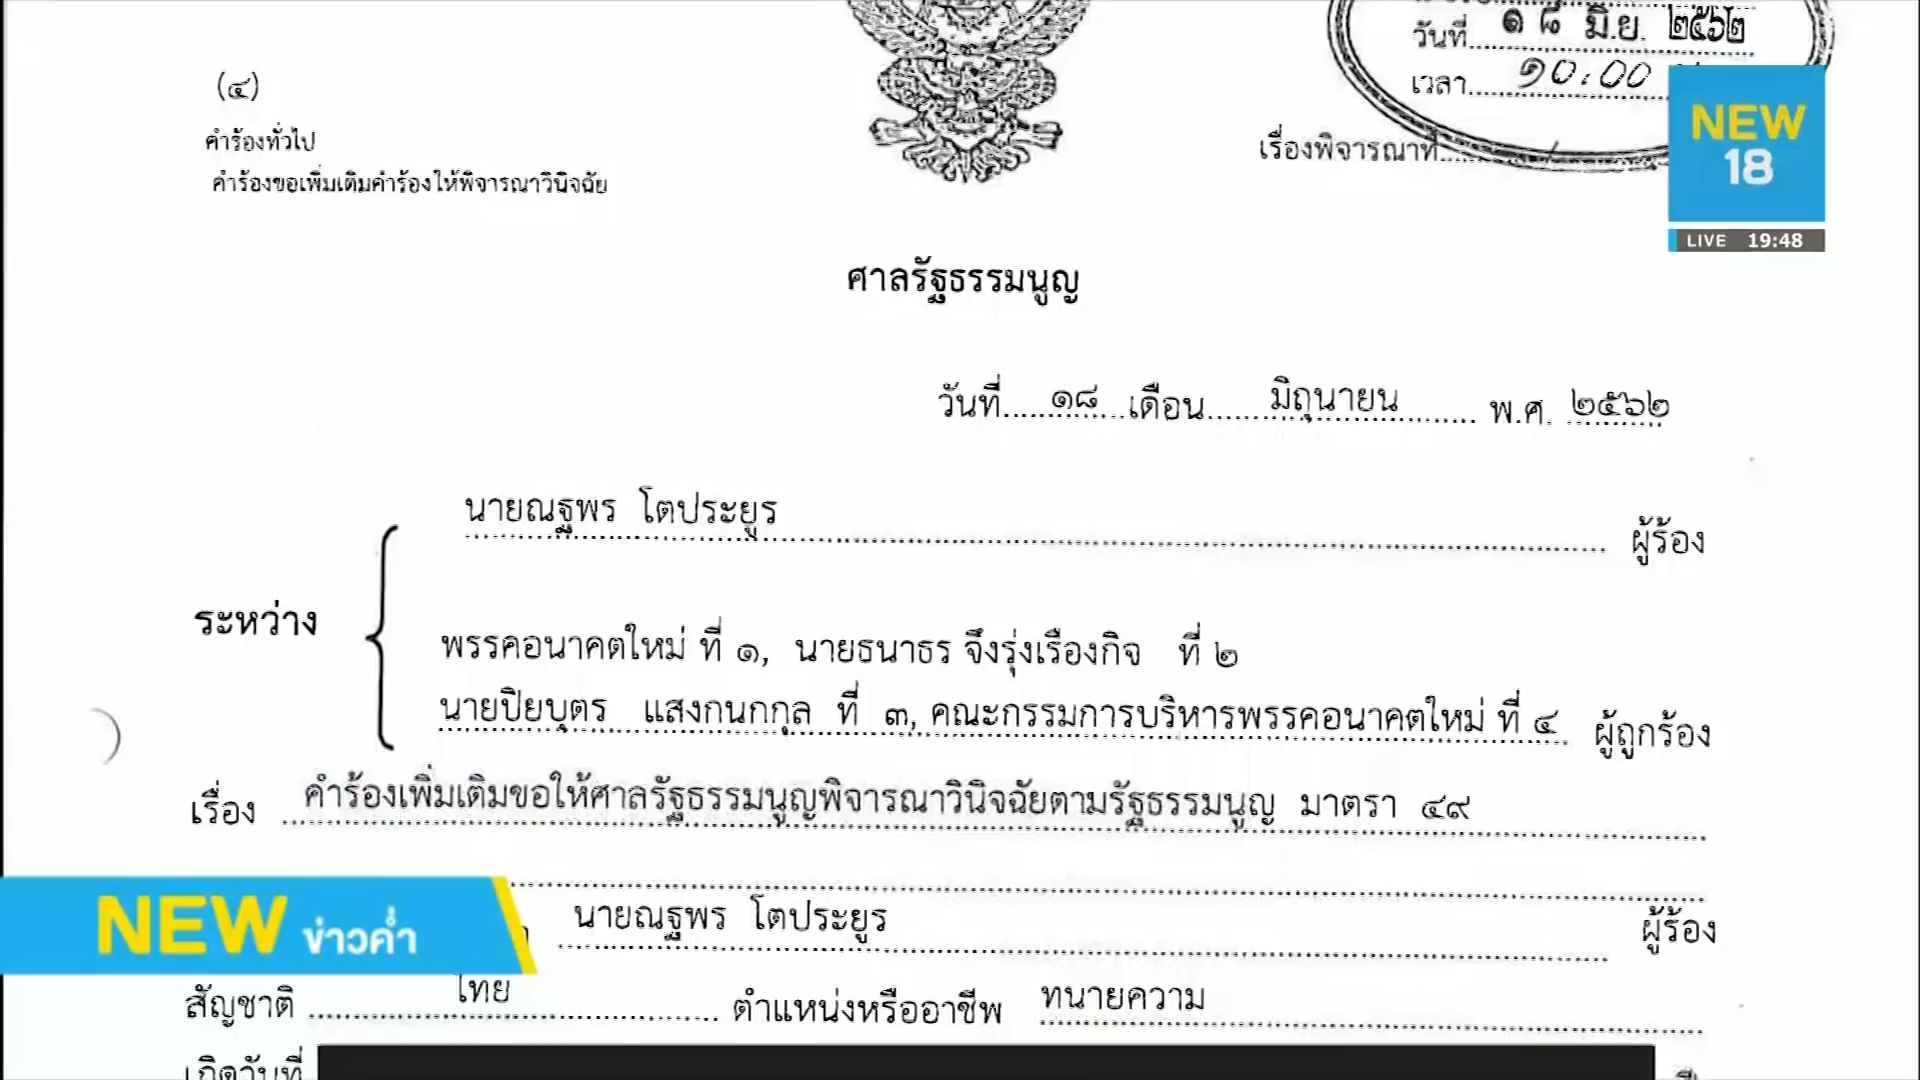 วันที่ ๑๘ มิ.ย. ๒๕๖๒
(๔)
เวลา ๑๐:๐๐
NEW
18
LIVE 19:48
คำร้องทั่วไป
เรื่องพิจารณาที่ /
คำร้องขอเพิ่มเติมคำร้องให้พิจารณาวินิจฉัย
ศาลรัฐธรรมนูญ
วันที่ ๑๘ เดือน มิถุนายน พ.ศ. ๒๕๖๒
นายณฐพร โตประยูร ผู้ร้อง
ระหว่าง
พรรคอนาคตใหม่ ที่ ๑, นายธนาธร จึงรุ่งเรืองกิจ ที่ ๒
นายปิยบุตร แสงกนกกุล ที่ ๓, คณะกรรมการบริหารพรรคอนาคตใหม่ ที่ ๔ ผู้ถูกร้อง
เรื่อง คำร้องเพิ่มเติมขอให้ศาลรัฐธรรมนูญพิจารณาวินิจฉัยตามรัฐธรรมนูญ มาตรา ๔๙
NEW ข่าวค่ำ
นายณฐพร โตประยูร ผู้ร้อง
สัญชาติ ไทย ตำแหน่งหรืออาชีพ ทนายความ
เกิดวันที่